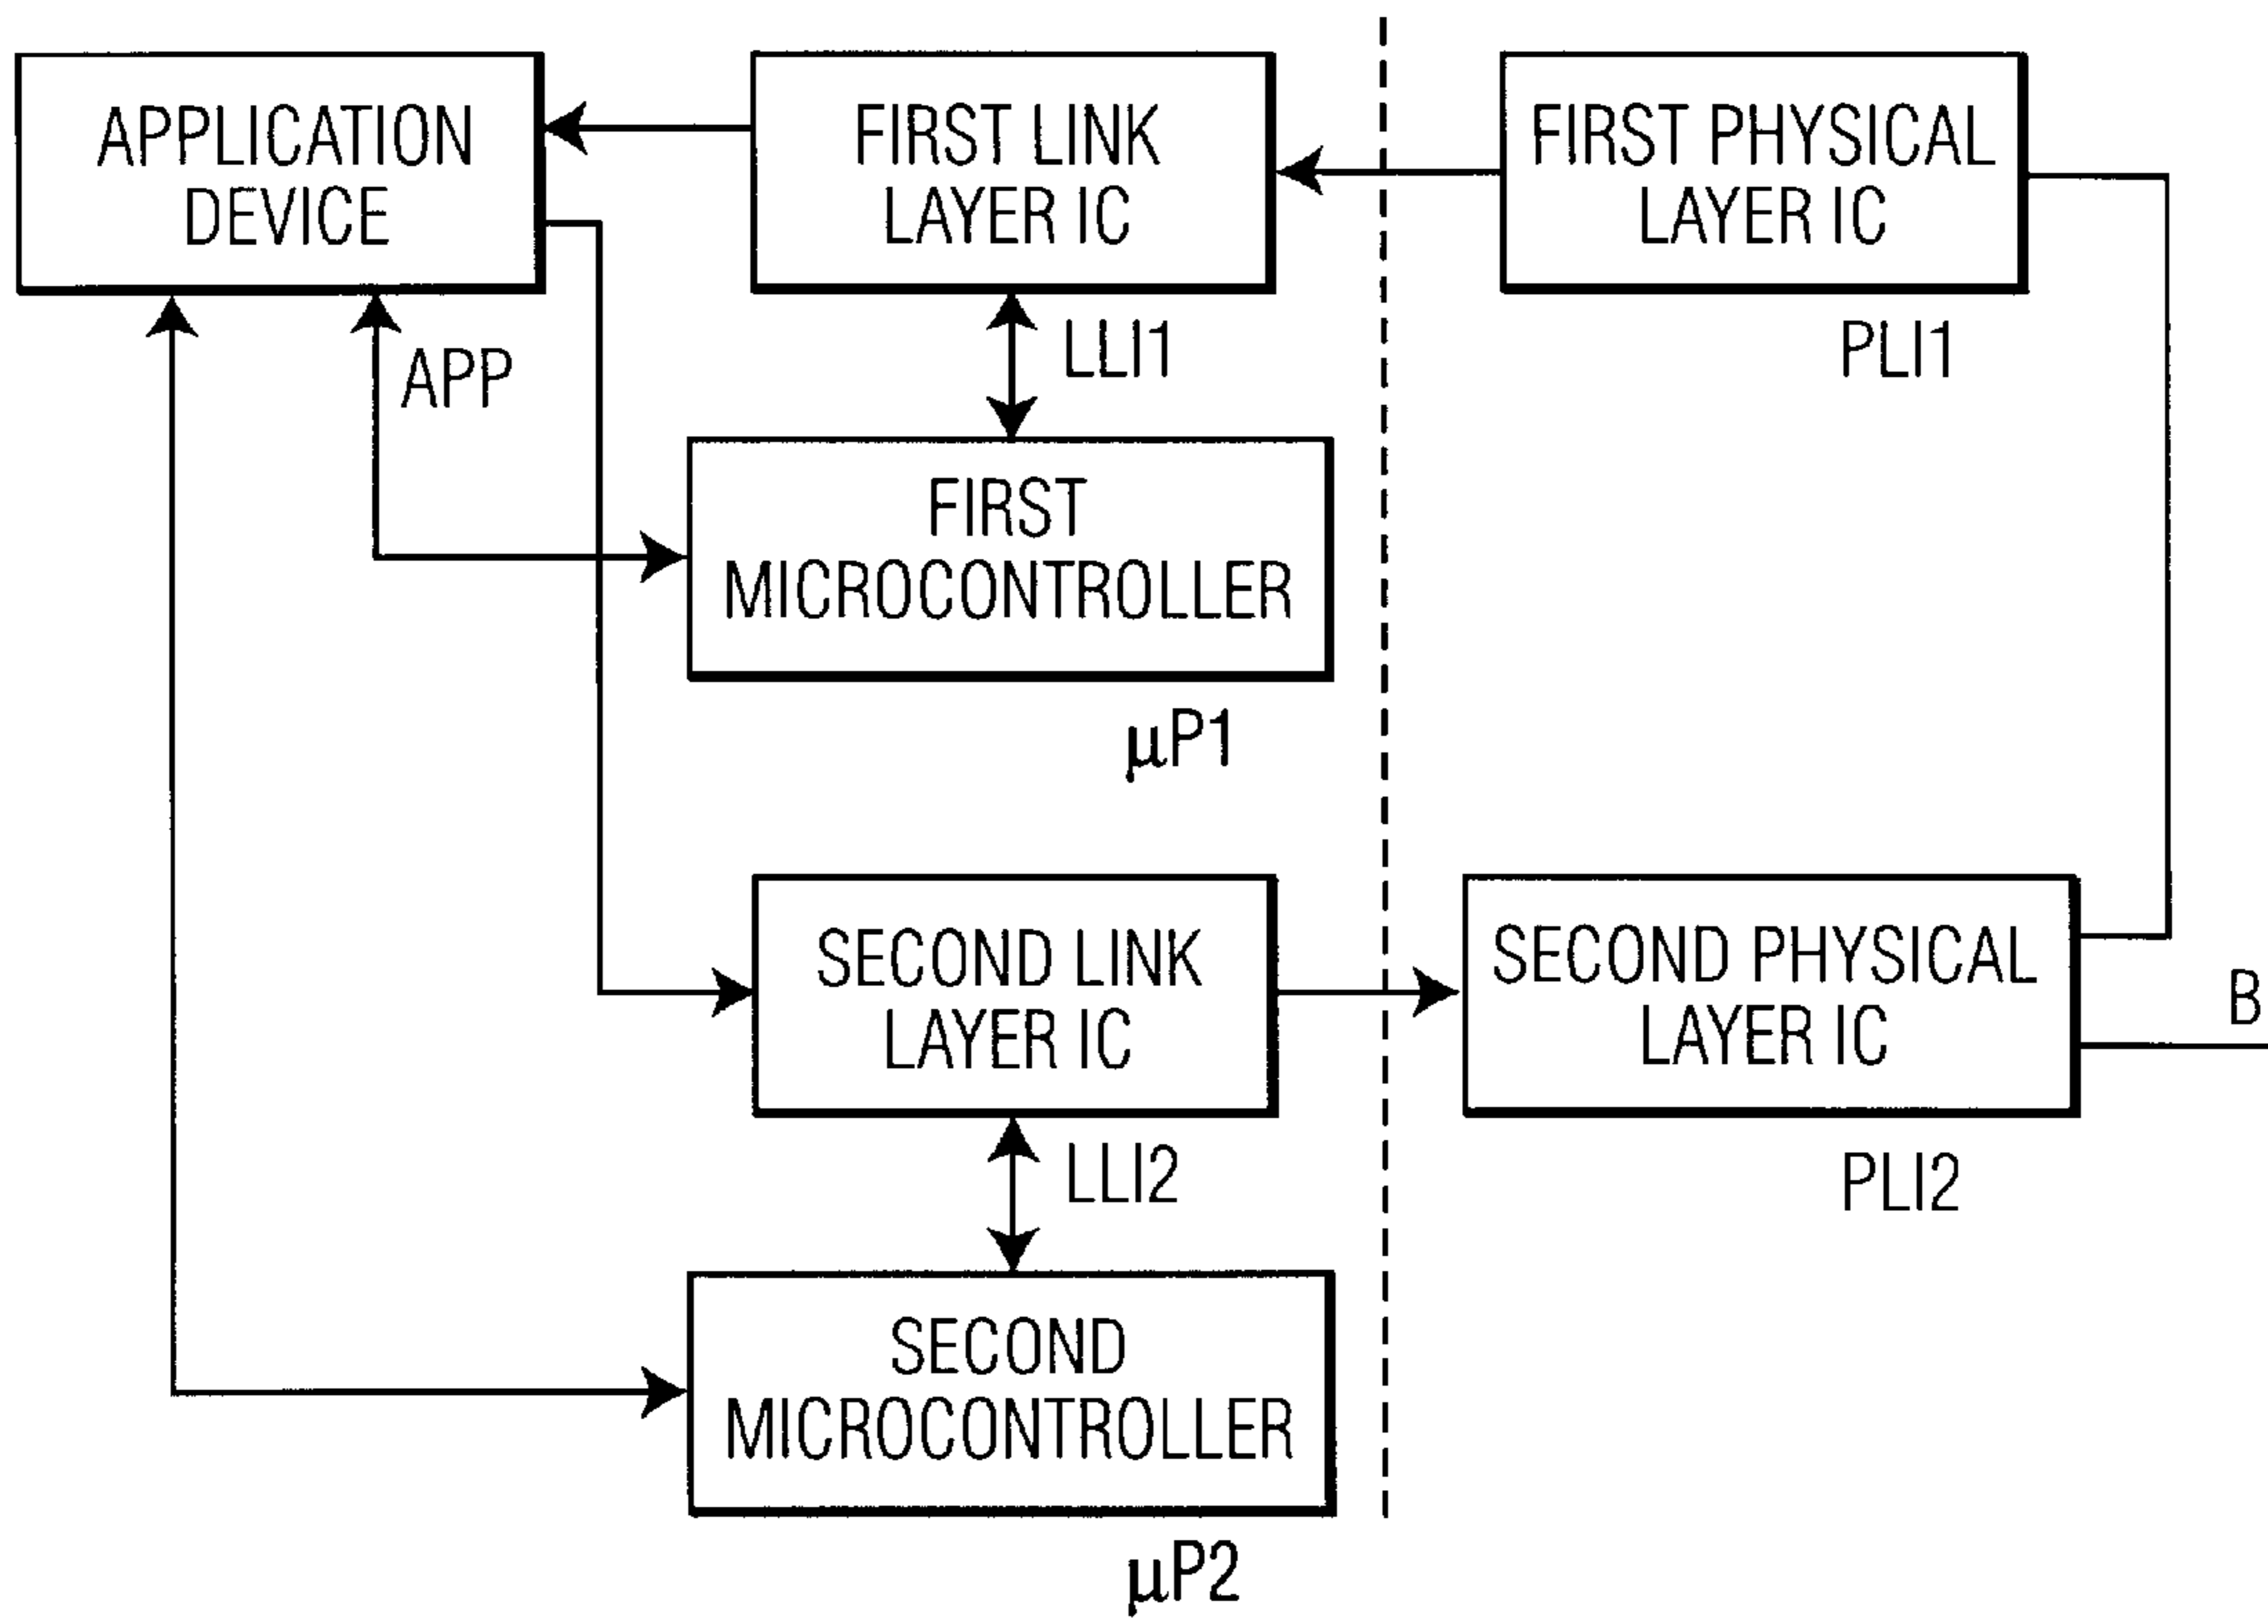 APPLICATION
DEVICE
APP
FIRST LINK
LAYER IC
LLI1
FIRST PHYSICAL
LAYER IC
PLI1
FIRST
MICROCONTROLLER
µP1
SECOND LINK
LAYER IC
LLI2
SECOND PHYSICAL
LAYER IC
PLI2
B
SECOND
MICROCONTROLLER
µP2